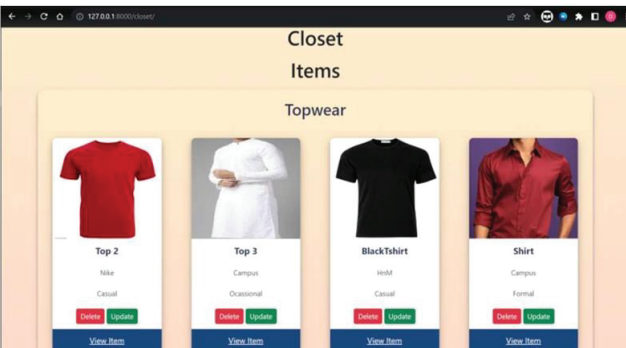 127.0.0.1:8000/closet/
Closet
Items
Topwear
Top 2
Nike
Casual
Delete Update
View Item
Top 3
Campus
Ocassional
Delete Update
View Item
BlackTshirt
HnM
Casual
Delete Update
View Item
Shirt
Campus
Formal
Delete Update
View Item